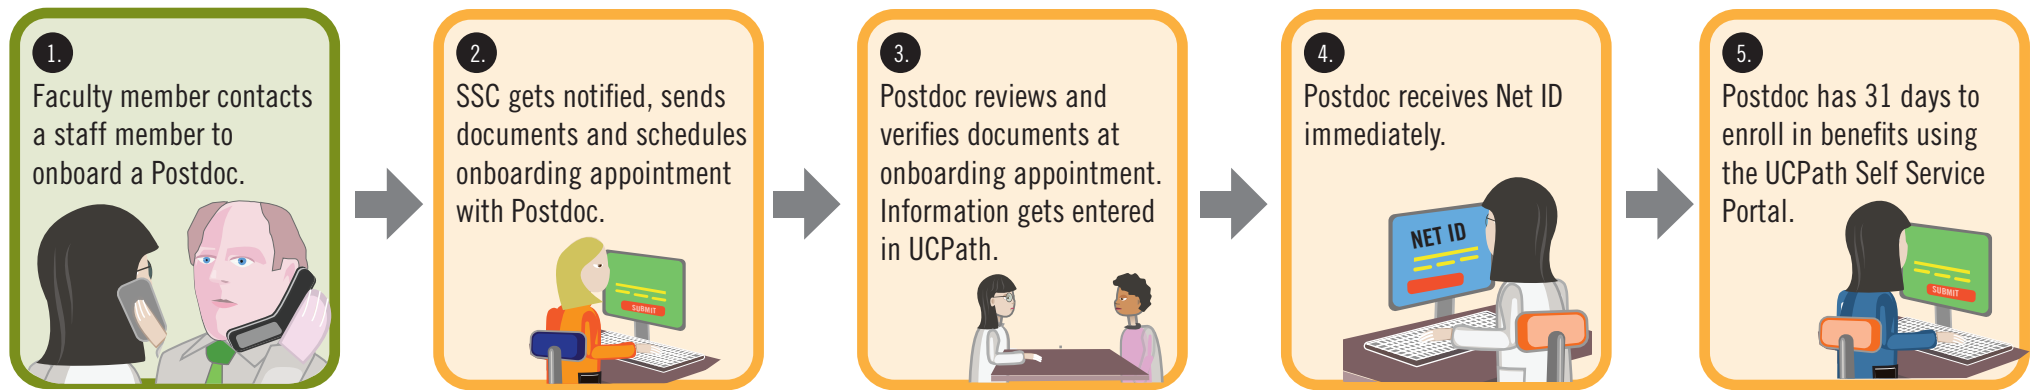 1.
Faculty member contacts
a staff member to
onboard a Postdoc.
2.
SSC gets notified, sends
documents and schedules
onboarding appointment
with Postdoc.
SUBMIT
3.
Postdoc reviews and
verifies documents at
onboarding appointment.
Information gets entered
in UCPath.
4.
Postdoc receives Net ID
immediately.
NET ID
5.
Postdoc has 31 days to
enroll in benefits using
the UCPath Self Service
Portal.
SUBMIT